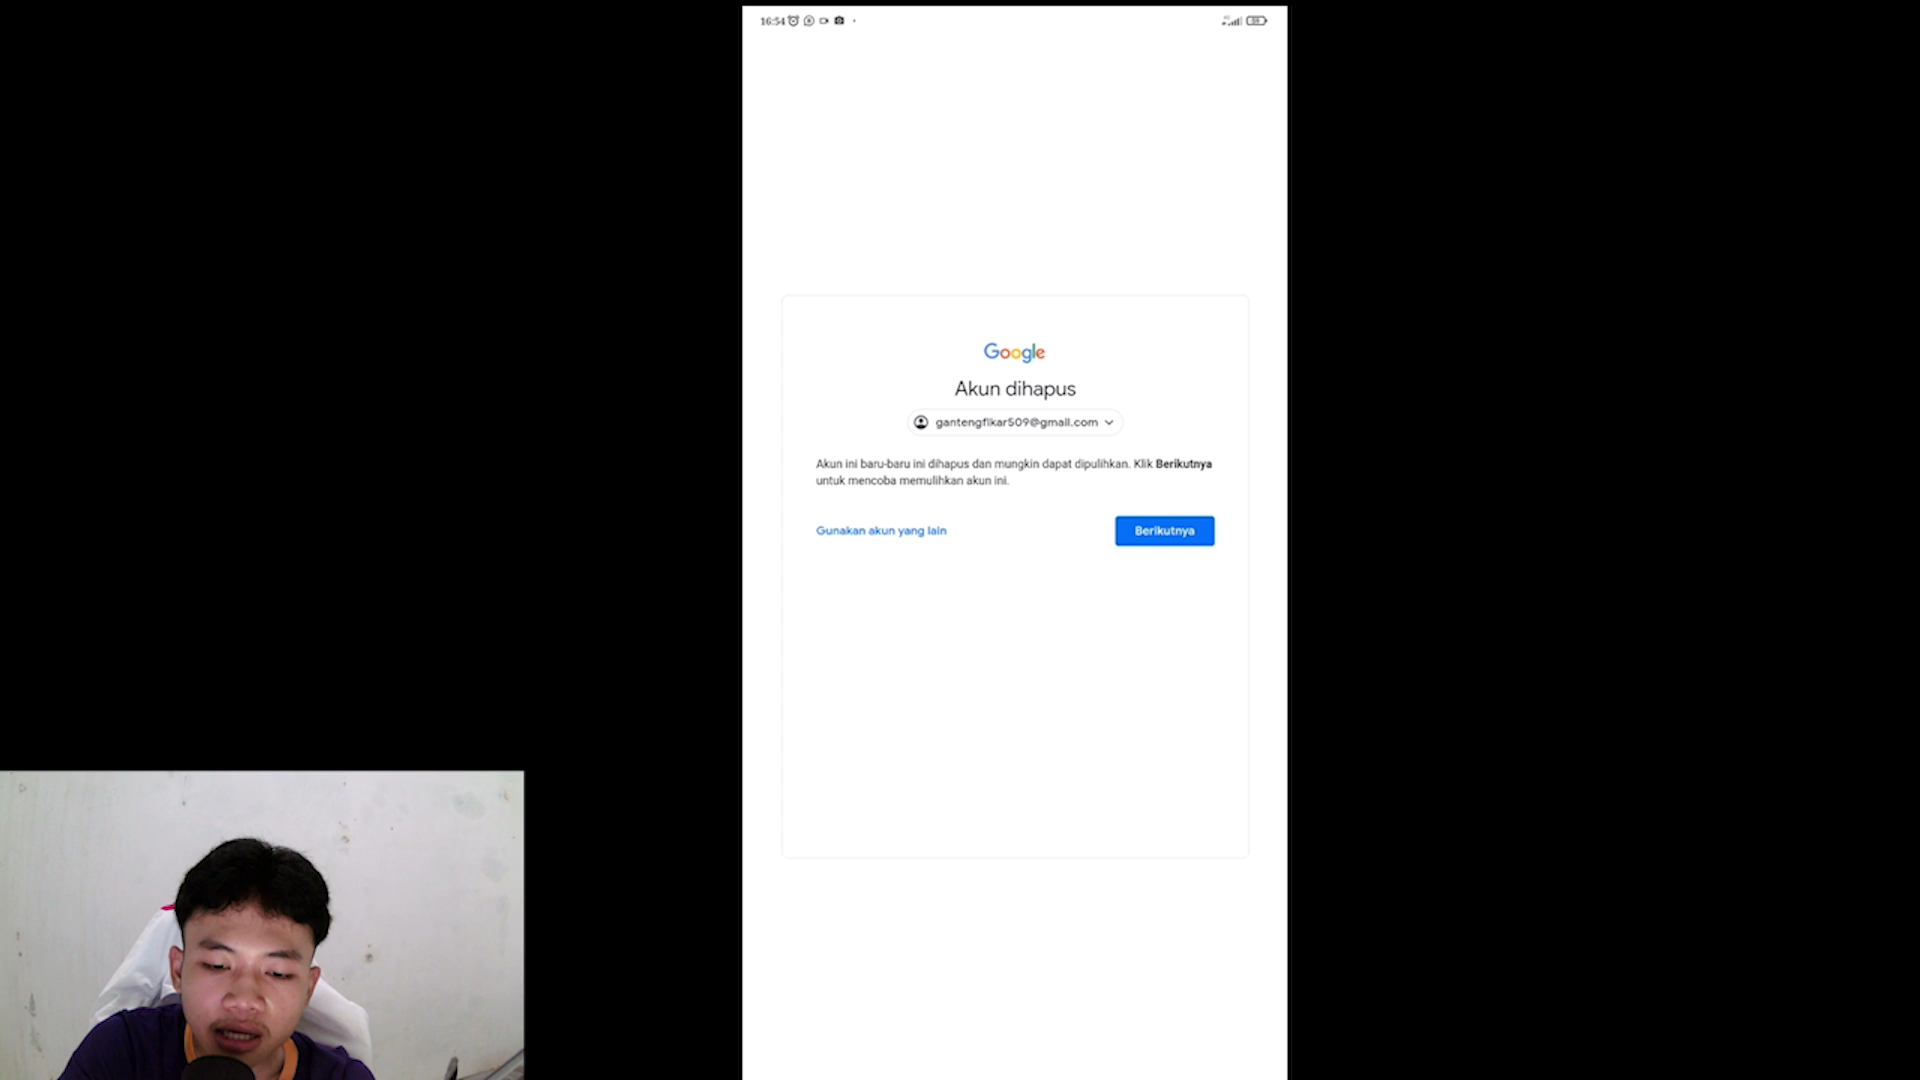 16:54
Google
Akun dihapus
gantengfikar509@gmail.com
Akun ini baru-baru ini dihapus dan mungkin dapat dipulihkan. Klik Berikutnya
untuk mencoba memulihkan akun ini.
Gunakan akun yang lain
Berikutnya